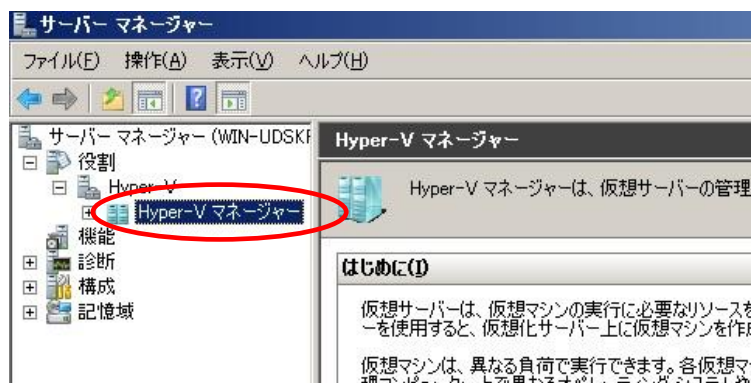 サーバー マネージャー
ファイル(F) 操作(A) 表示(V) ヘルプ(H)
サーバー マネージャー (WIN-UDSKF
役割
Hyper-V
Hyper-V マネージャー
機能
診断
構成
記憶域
Hyper-V マネージャー
Hyper-V マネージャーは、仮想サーバーの管理
はじめに(I)
仮想サーバーは、仮想マシンの実行に必要なリソースを
ーを使用すると、仮想化サーバー上に仮想マシンを作成
仮想マシンは、異なる負荷で実行できます。各仮想マ